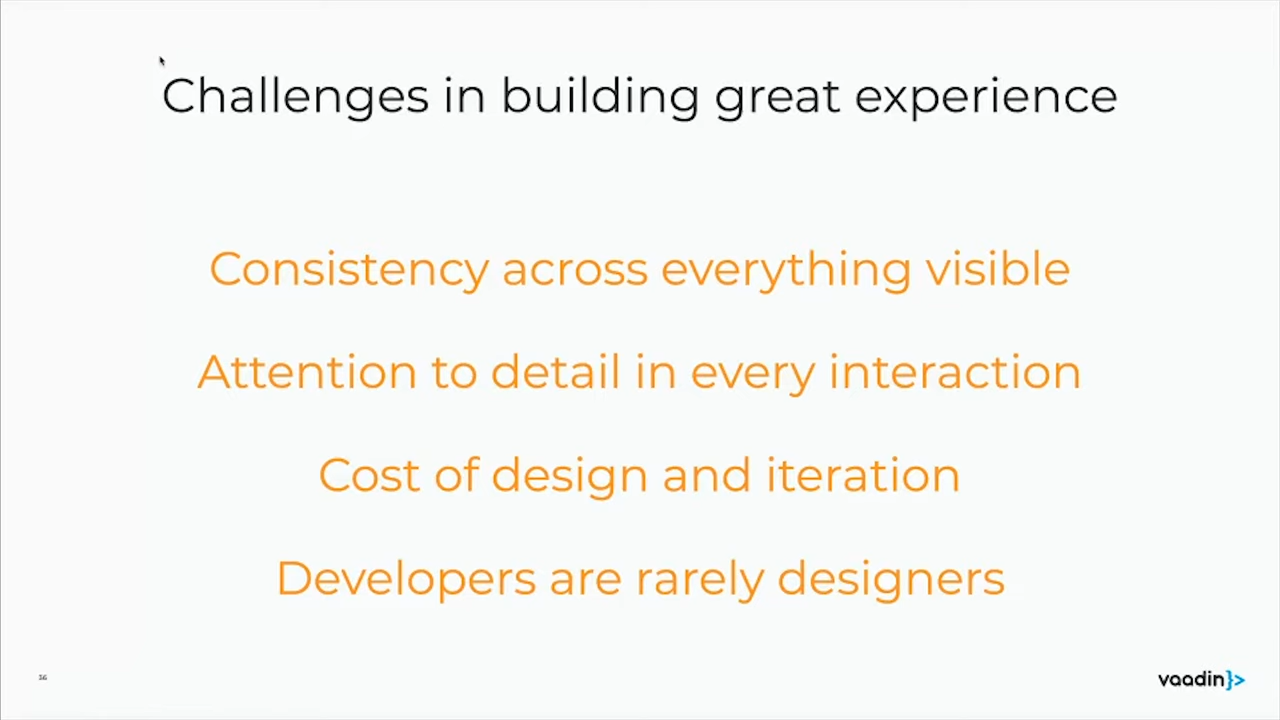 Challenges in building great experience
Consistency across everything visible
Attention to detail in every interaction
Cost of design and iteration
Developers are rarely designers
36
vaadin}>